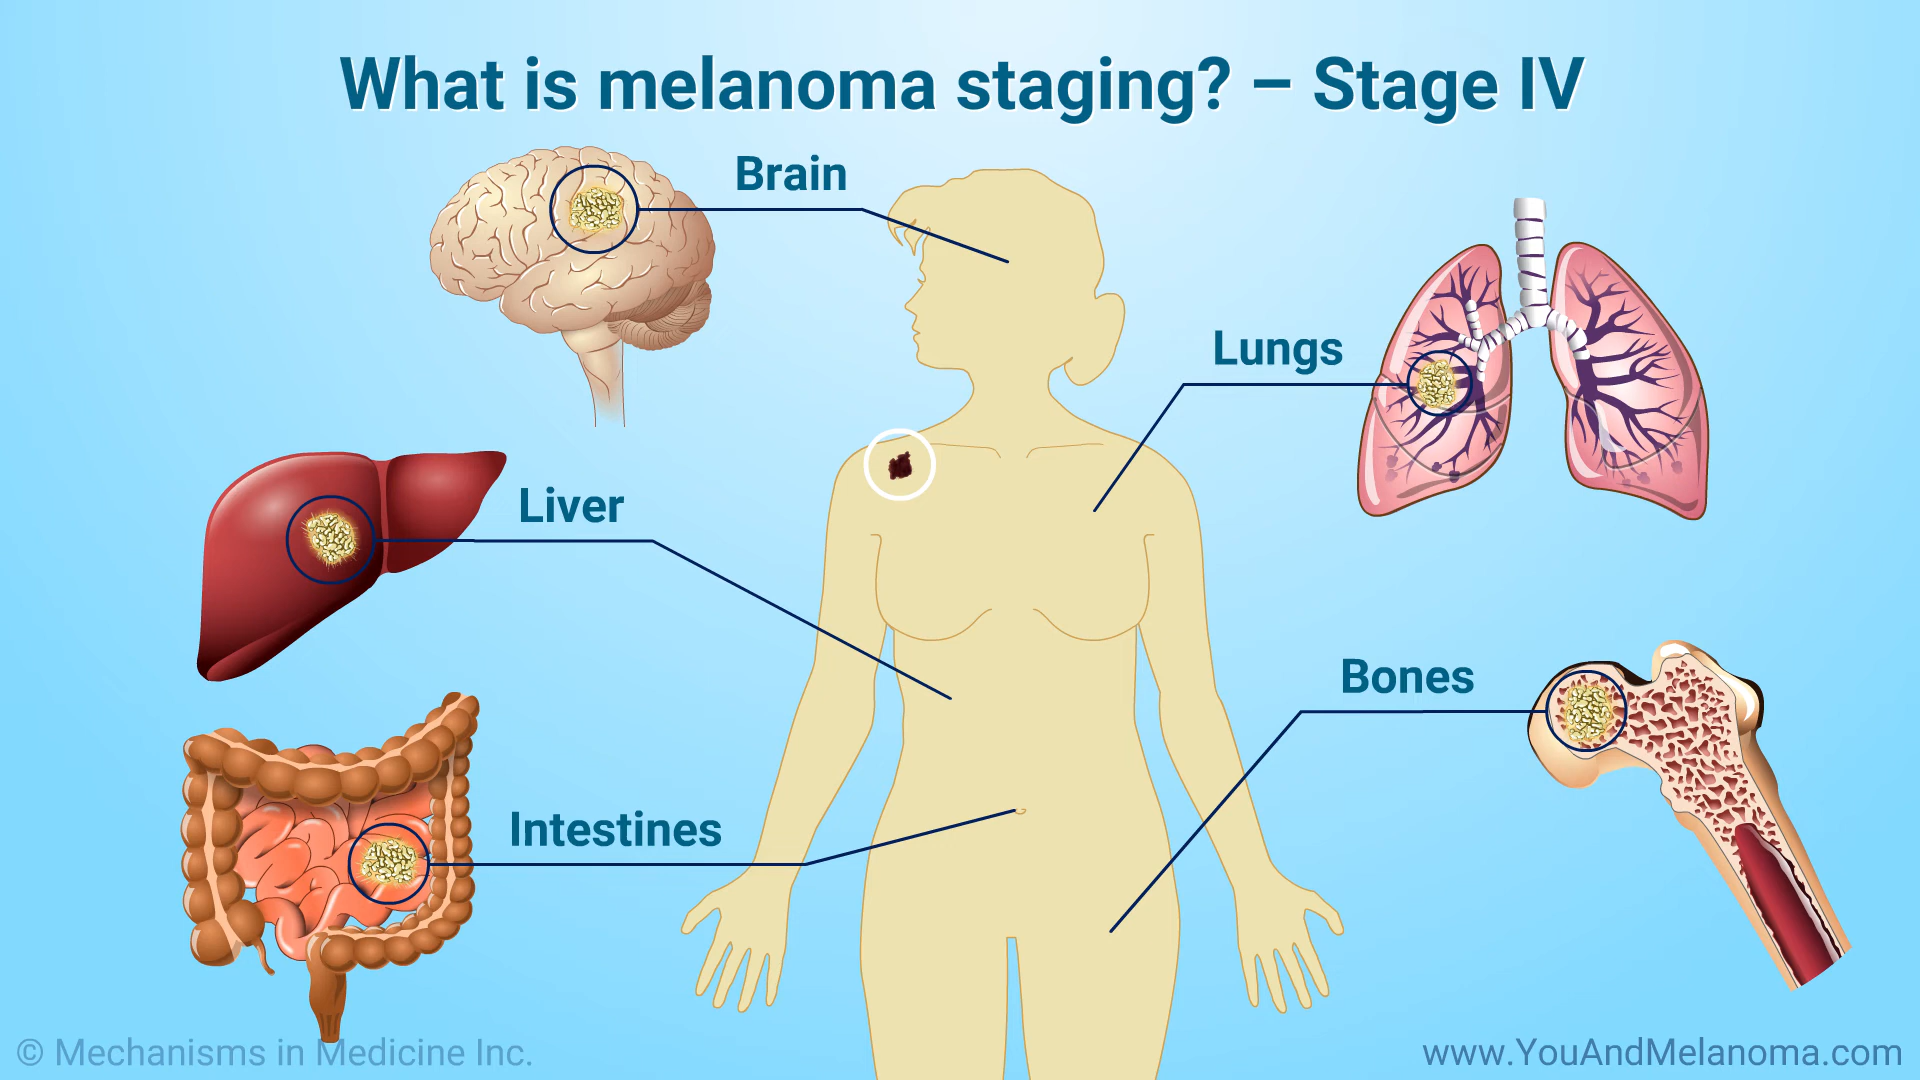 What is melanoma staging? – Stage IV
Brain
Lungs
Liver
Bones
Intestines
© Mechanisms in Medicine Inc.
www.YouAndMelanoma.com